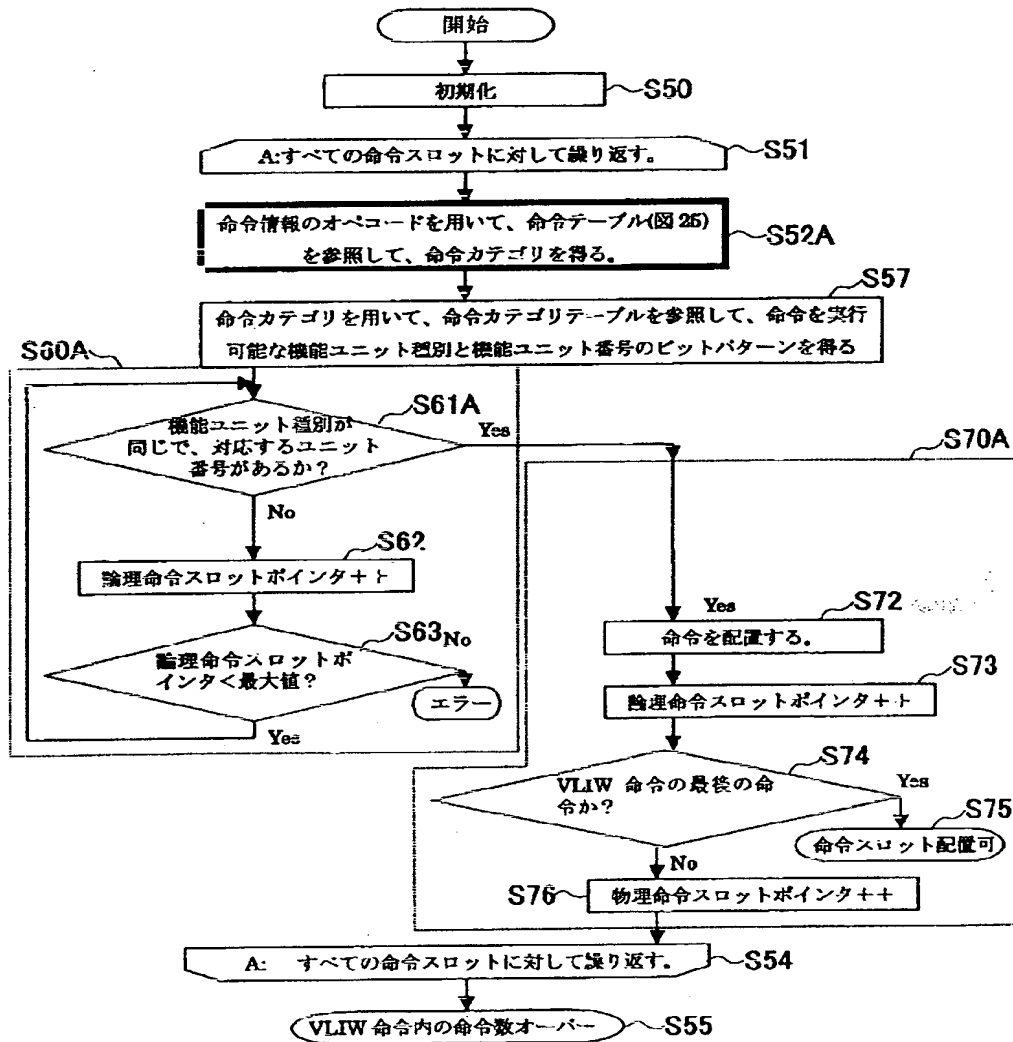 開始
初期化
S50
A:すべての命令スロットに対して繰り返す。
S51
命令情報のオペコードを用いて、命令テーブル(図25)
を参照して、命令カテゴリを得る。
S52A
S57
命令カテゴリを用いて、命令カテゴリテーブルを参照して、命令を実行
可能な機能ユニット種別と機能ユニット番号のビットパターンを得る
S60A
S61A
機能ユニット種別が
同じで、対応するユニット
番号があるか?
Yes
S70A
No
S62
論理命令スロットポインタ++
S63
No
論理命令スロットポ
インタ<最大値?
エラー
Yes
Yes
S72
命令を配置する。
S73
論理命令スロットポインタ++
S74
VLIW 命令の最後の命
令か?
Yes
S75
命令スロット配置可
No
S76
物理命令スロットポインタ++
A: すべての命令スロットに対して繰り返す。
S54
VLIW 命令内の命令数オーバー
S55